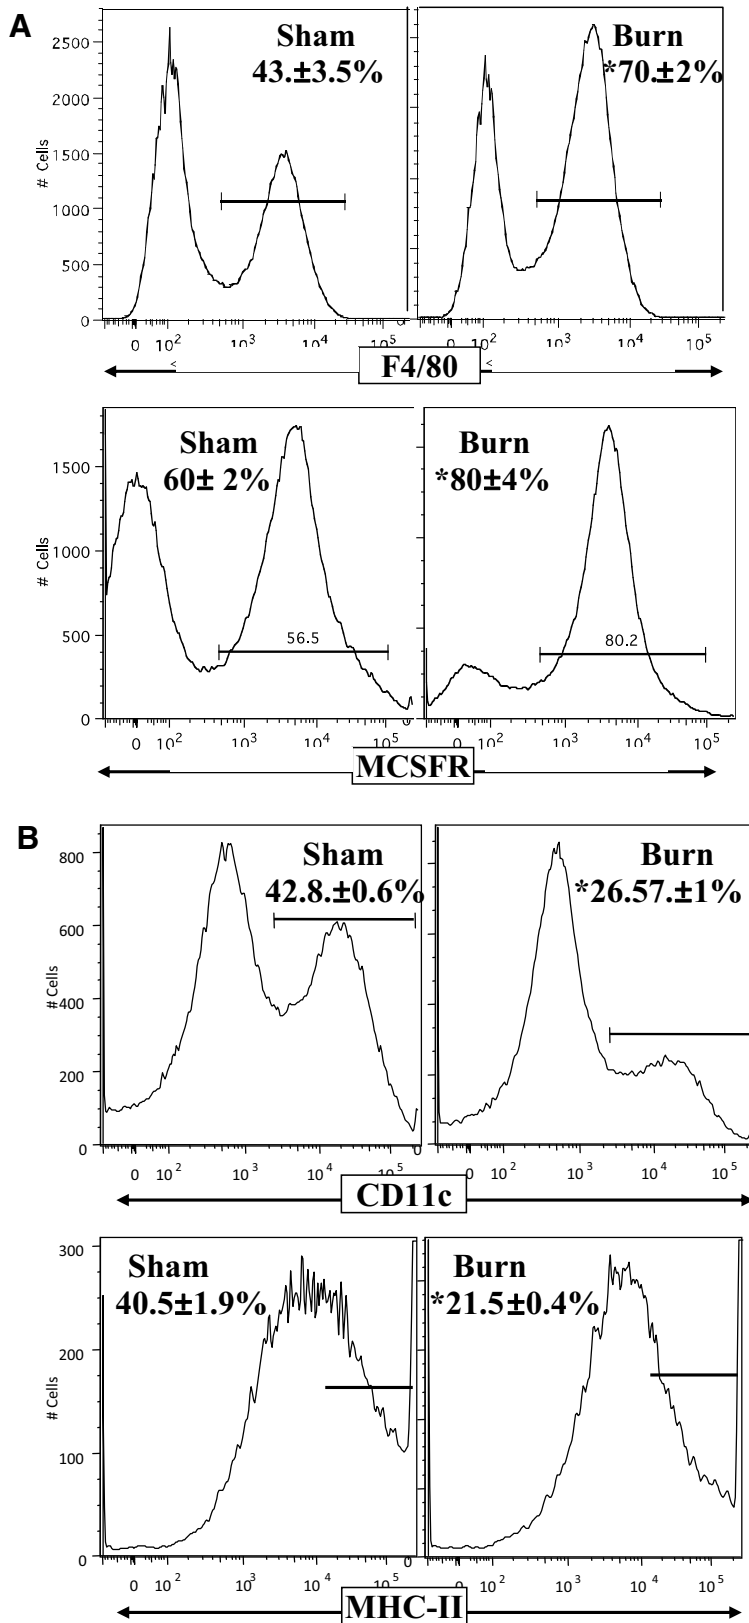 A
Sham
43.±3.5%
Burn
*70.±2%
# Cells
2500
2000
1500
1000
500
0
0 10² 10³ 10⁴ 10⁵
0 10² 10³ 10⁴ 10⁵
F4/80
<
<
Sham
60± 2%
Burn
*80±4%
# Cells
1500
1000
500
0
56.5
80.2
0 10² 10³ 10⁴ 10⁵
0 10² 10³ 10⁴ 10⁵
MCSFR
B
Sham
42.8.±0.6%
Burn
*26.57.±1%
# Cells
800
600
400
200
0
0 10² 10³ 10⁴ 10⁵
0 10² 10³ 10⁴ 10⁵
CD11c
Sham
40.5±1.9%
Burn
*21.5±0.4%
# Cells
300
200
100
0
0 10² 10³ 10⁴ 10⁵
0 10² 10³ 10⁴ 10⁵
MHC-II